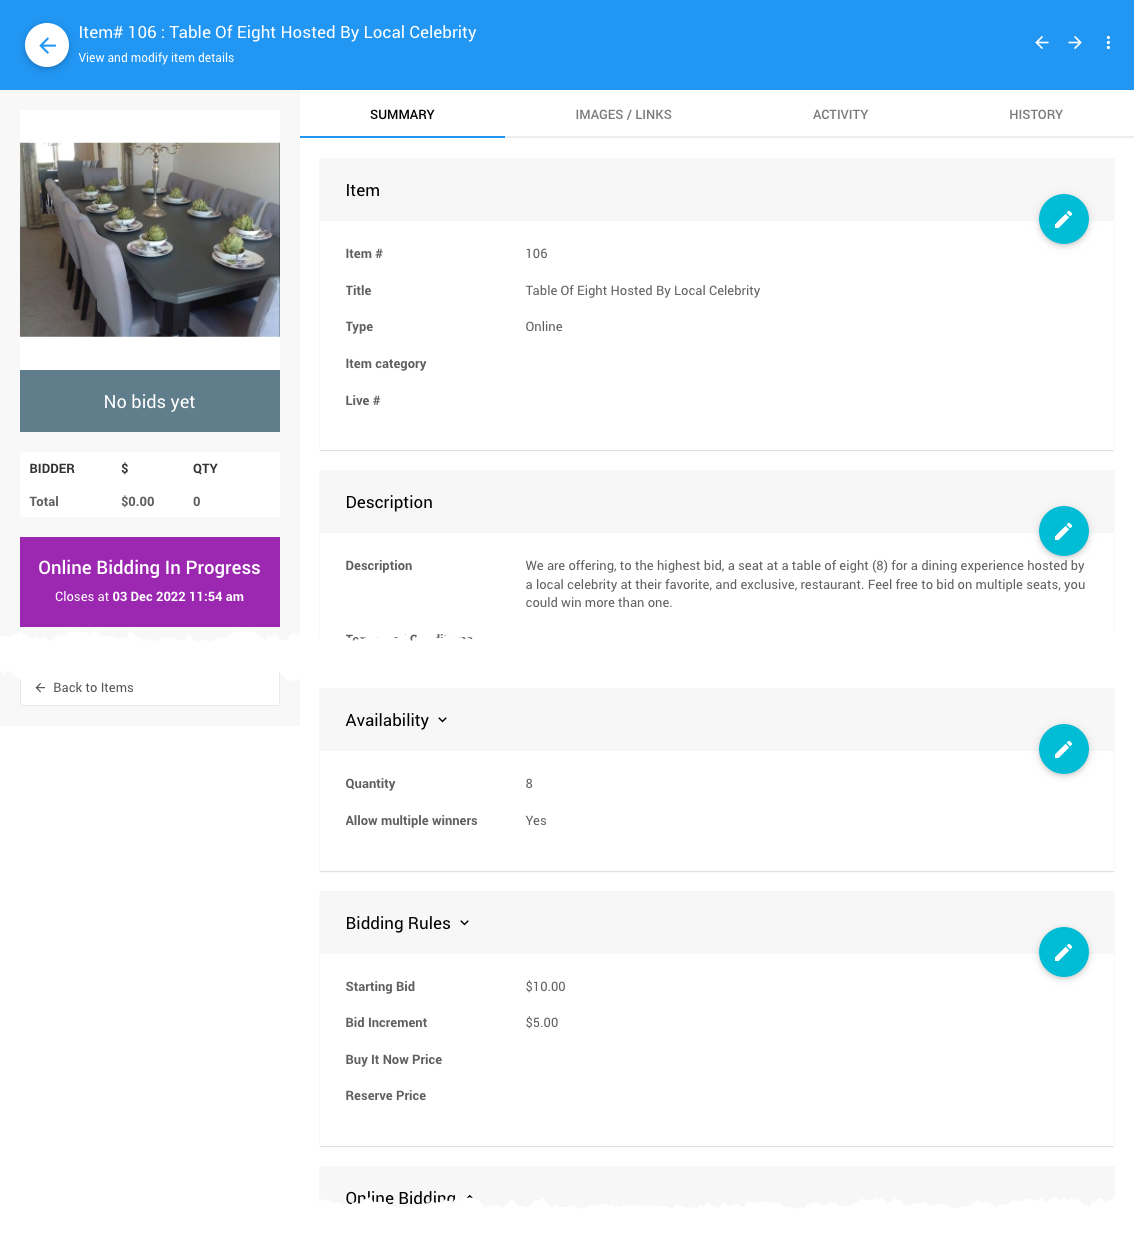 Item# 106 : Table Of Eight Hosted By Local Celebrity
View and modify item details
SUMMARY
IMAGES / LINKS
ACTIVITY
HISTORY
No bids yet
BIDDER $ QTY
Total $0.00 0
Online Bidding In Progress
Closes at 03 Dec 2022 11:54 am
Back to Items
Item
Item # 106
Title Table Of Eight Hosted By Local Celebrity
Type Online
Item category
Live #
Description
Description We are offering, to the highest bid, a seat at a table of eight (8) for a dining experience hosted by
a local celebrity at their favorite, and exclusive, restaurant. Feel free to bid on multiple seats, you
could win more than one.
Availability
Quantity 8
Allow multiple winners Yes
Bidding Rules
Starting Bid $10.00
Bid Increment $5.00
Buy It Now Price
Reserve Price
Online Bidding